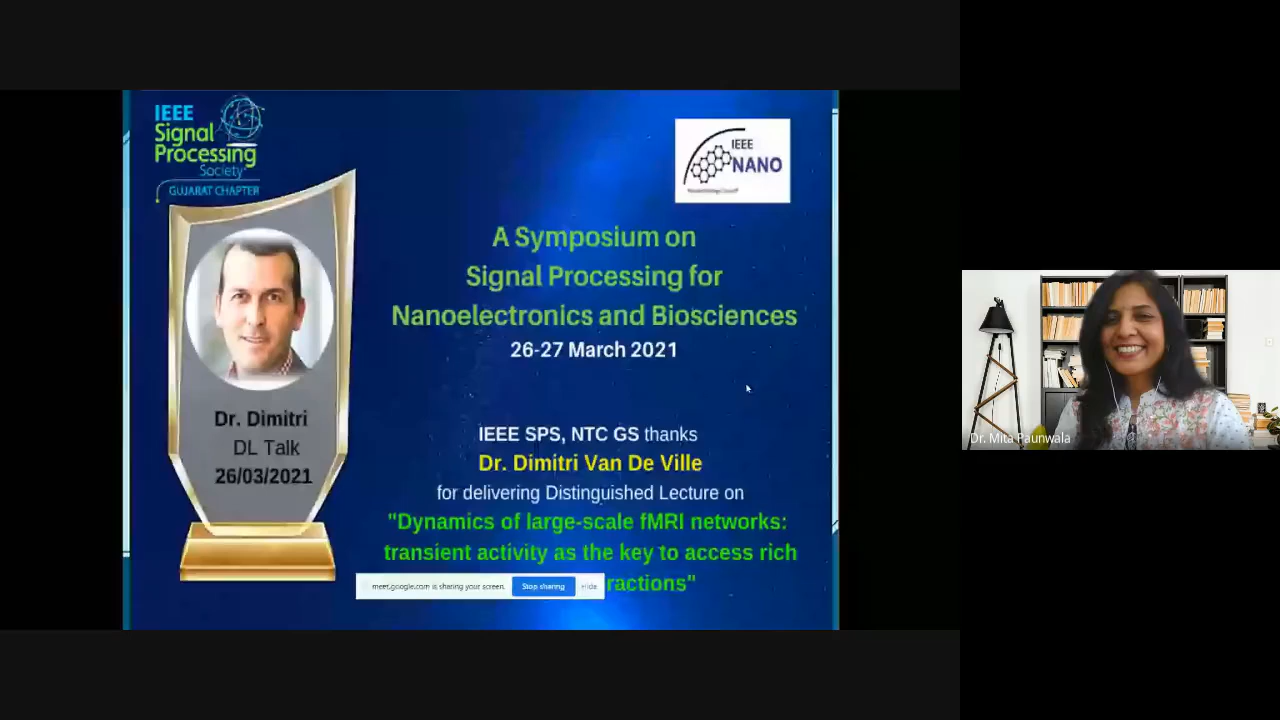 IEEE
Signal
Processing
Society
GUJARAT CHAPTER
IEEE
NANO
A Symposium on
Signal Processing for
Nanoelectronics and Biosciences
26-27 March 2021
Dr. Dimitri
DL Talk
26/03/2021
IEEE SPS, NTC GS thanks
Dr. Dimitri Van De Ville
for delivering Distinguished Lecture on
"Dynamics of large-scale fMRI networks:
transient activity as the key to access rich
ractions"
meet.google.com is sharing your screen.
Stop sharing
Hide
Dr. Mita Paunwala